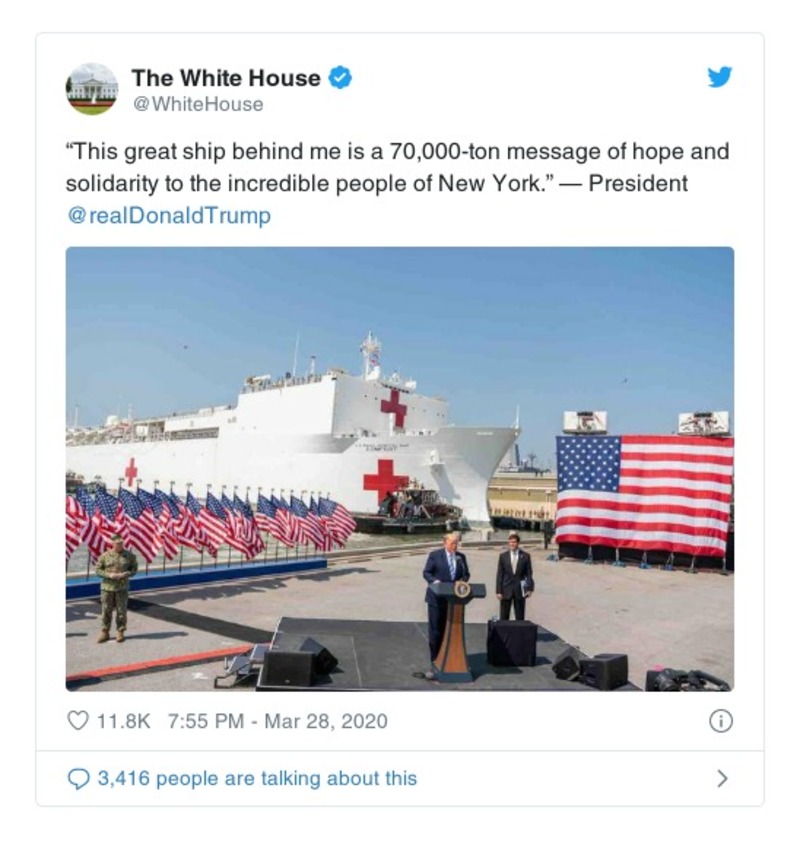 The White House
@WhiteHouse
“This great ship behind me is a 70,000-ton message of hope and
solidarity to the incredible people of New York.” — President
@realDonaldTrump
11.8K 7:55 PM - Mar 28, 2020
3,416 people are talking about this